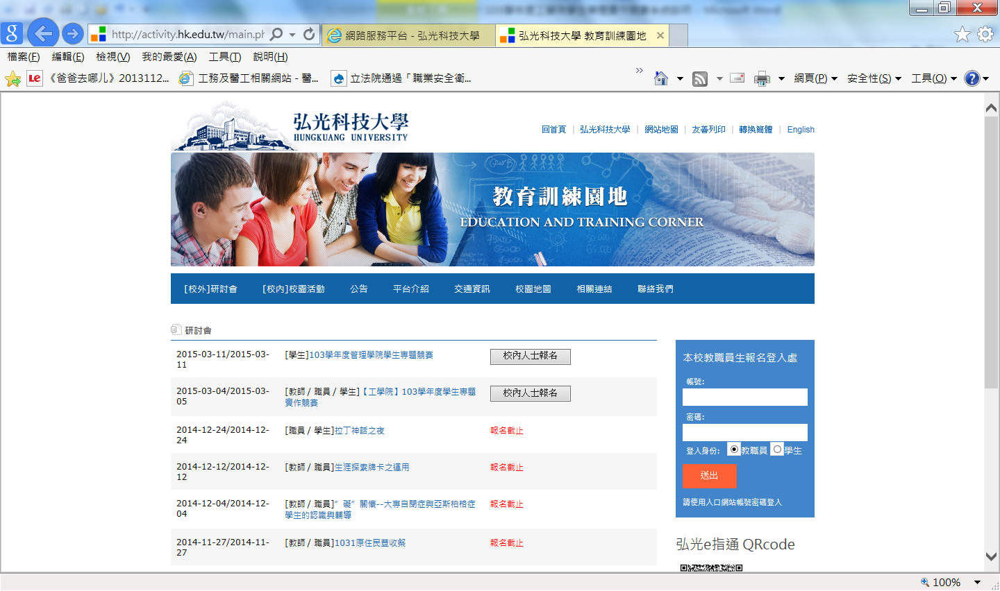 http://activity.hk.edu.tw/main.ph
網路服務平台 - 弘光科技大學
弘光科技大學 教育訓練園地
檔案(F) 編輯(E) 檢視(V) 我的最愛(A) 工具(T) 說明(H)
《爸爸去哪儿》2013112...
工務及醫工相關網站 - 醫...
立法院通過「職業安全衛...
網頁(P) 安全性(S) 工具(O)
弘光科技大學
HUNGKUANG UNIVERSITY
回首頁 | 弘光科技大學 | 網站地圖 | 友善列印 | 轉換簡體 | English
教育訓練園地
EDUCATION AND TRAINING CORNER
[校外]研討會 [校內]校園活動 公告 平台介紹 交通資訊 校園地圖 相關連結 聯絡我們
研討會
2015-03-11/2015-03-
11
[學生]103學年度管理學院學生專題競賽
校內人士報名
2015-03-04/2015-03-
05
[教師 / 職員 / 學生]【工學院】103學年度學生專題
實作競賽
校內人士報名
2014-12-24/2014-12-
24
[職員 / 學生]拉丁神話之夜
報名截止
2014-12-12/2014-12-
12
[教師 / 職員]生涯探索牌卡之運用
報名截止
2014-12-04/2014-12-
04
[教師 / 職員]”礙”關懷--大專自閉症與亞斯柏格症
學生的認識與輔導
報名截止
2014-11-27/2014-11-
27
[教師 / 職員]1031原住民豐收祭
報名截止
本校教職員生報名登入處
帳號:
密碼:
登入身份: 教職員 學生
送出
請使用入口網站帳號密碼登入
弘光e指通 QRcode
100%